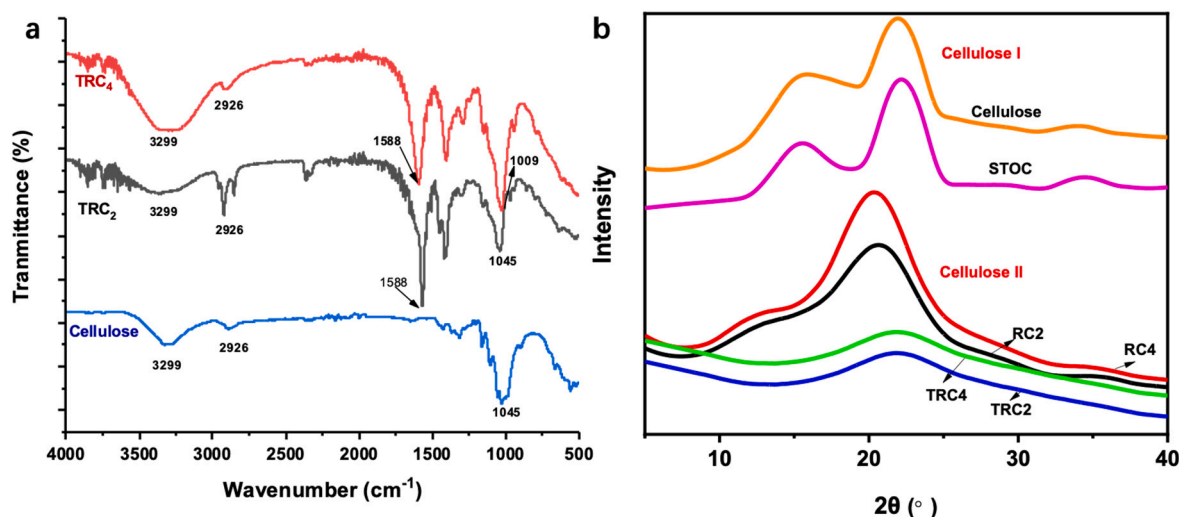 a
Tranmittance (%)
TRC4
2926
3299
1588
1009
TRC2
3299
2926
1045
1588
Cellulose
3299
2926
1045
4000 3500 3000 2500 2000 1500 1000 500
Wavenumber (cm-1)
b
Intensity
Cellulose I
Cellulose
STOC
Cellulose II
RC2
RC4
TRC4
TRC2
10 20 30 40
2θ (°)